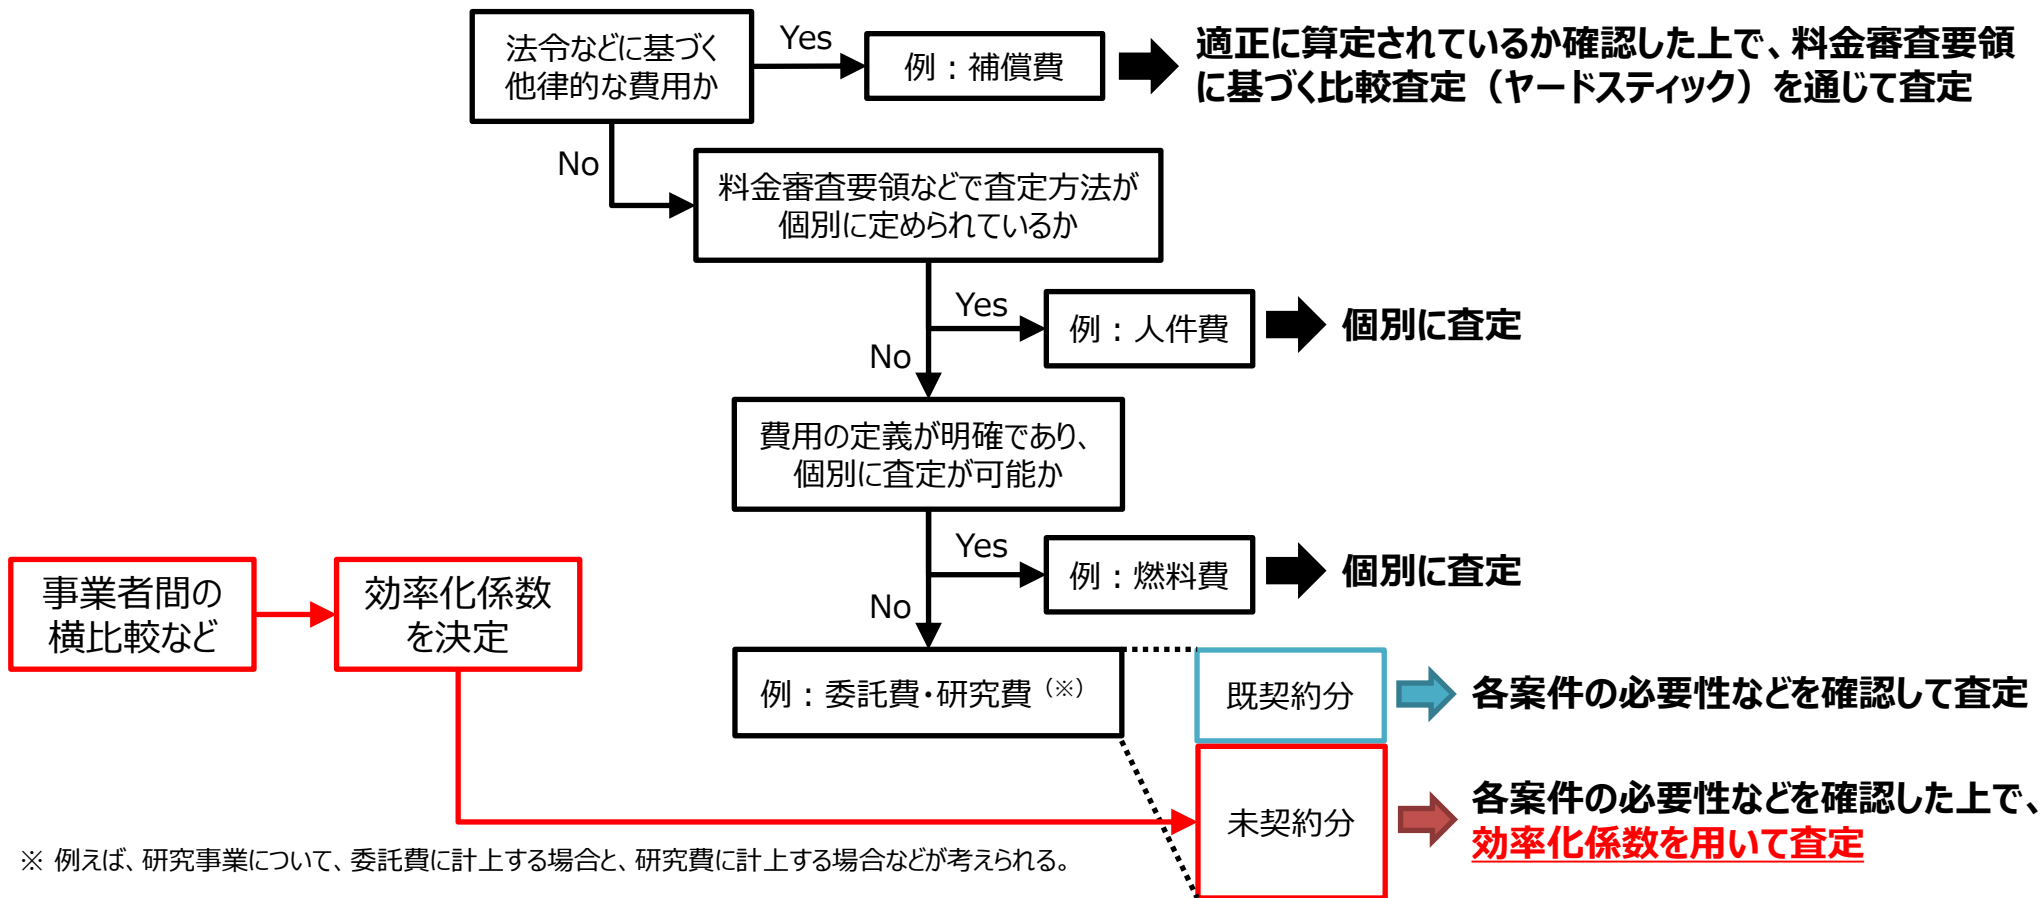 法令などに基づく
他律的な費用か
Yes
例：補償費
適正に算定されているか確認した上で、料金審査要領
に基づく比較査定（ヤードスティック）を通じて査定
No
料金審査要領などで査定方法が
個別に定められているか
Yes
例：人件費
個別に査定
No
費用の定義が明確であり、
個別に査定が可能か
Yes
例：燃料費
個別に査定
No
事業者間の
横比較など
効率化係数
を決定
例：委託費・研究費（※）
既契約分
各案件の必要性などを確認して査定
未契約分
各案件の必要性などを確認した上で、
効率化係数を用いて査定
※ 例えば、研究事業について、委託費に計上する場合と、研究費に計上する場合などが考えられる。